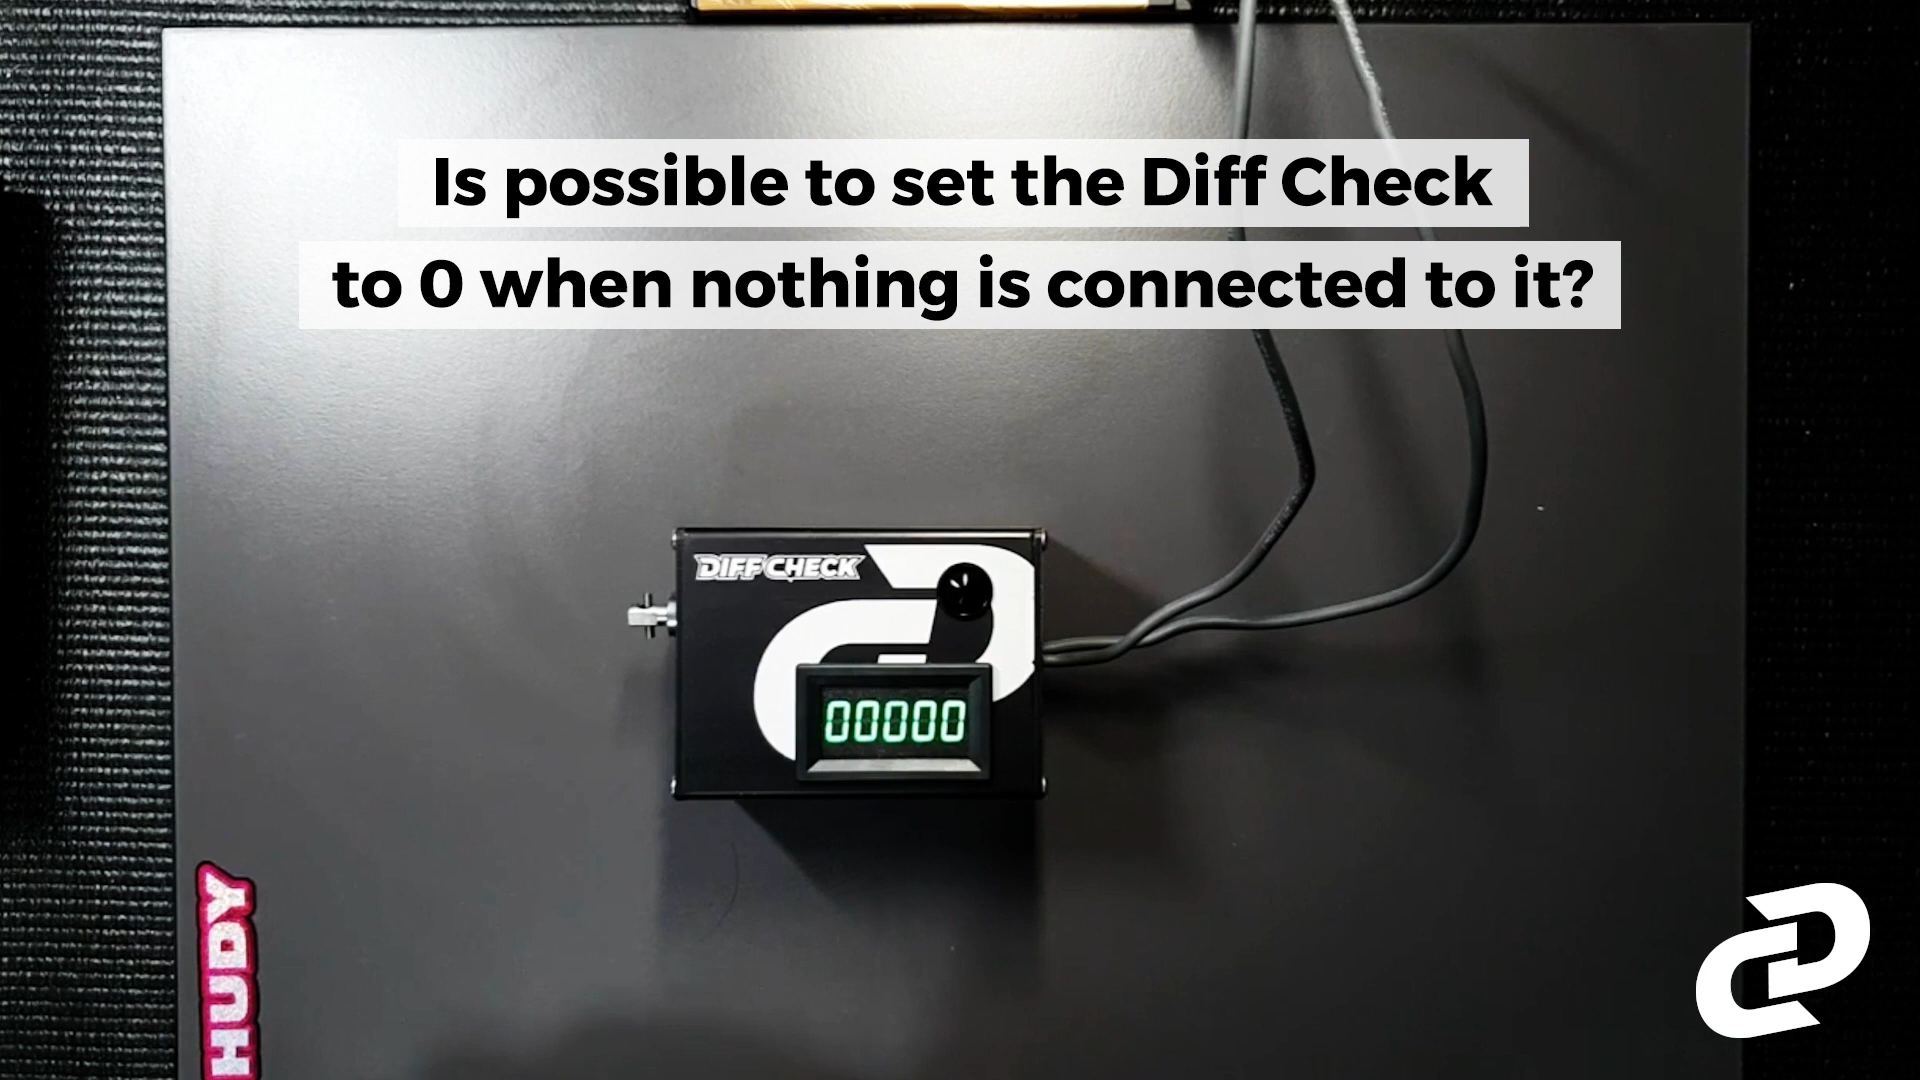 Is possible to set the Diff Check
to 0 when nothing is connected to it?
DIFF CHECK
00000
HUDY